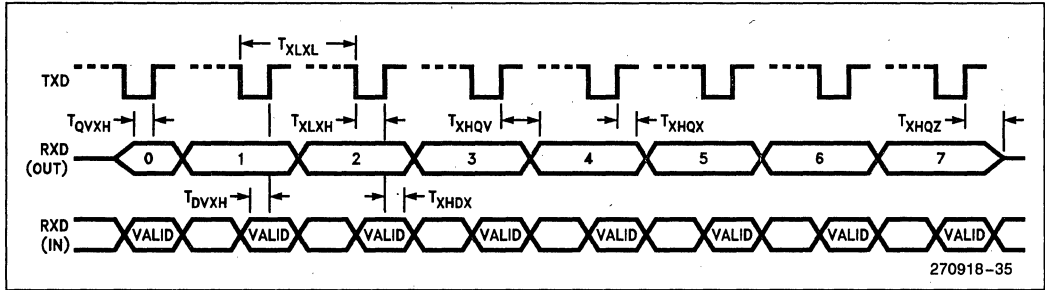 T_XLXL
TXD
T_QVXH T_XLXH T_XHQV T_XHQX T_XHQZ
RXD (OUT) 0 1 2 3 4 5 6 7
T_DVXH T_XHDX
RXD (IN) VALID VALID VALID VALID VALID VALID VALID VALID
270918-35